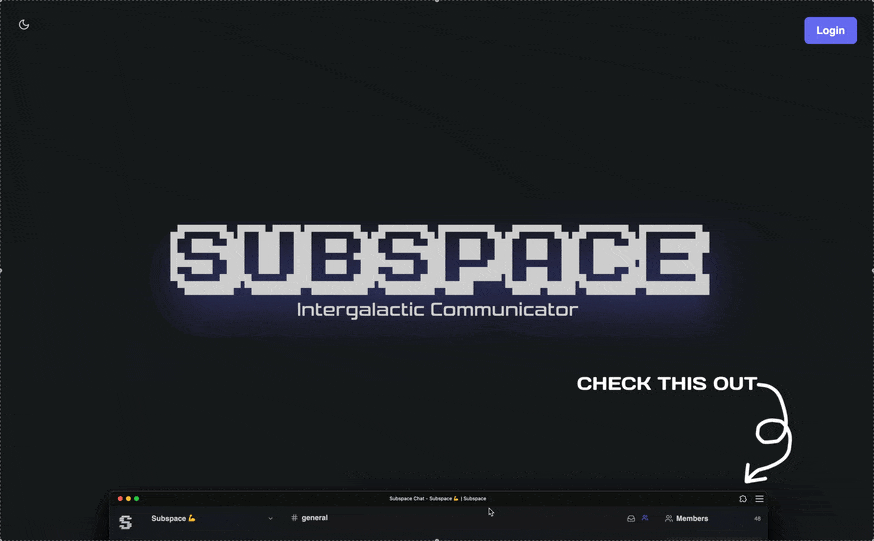 Login
SUBSPACE
Intergalactic Communicator
CHECK THIS OUT
Subspace Chat - Subspace 💪 | Subspace
S Subspace 💪 # general Members 48